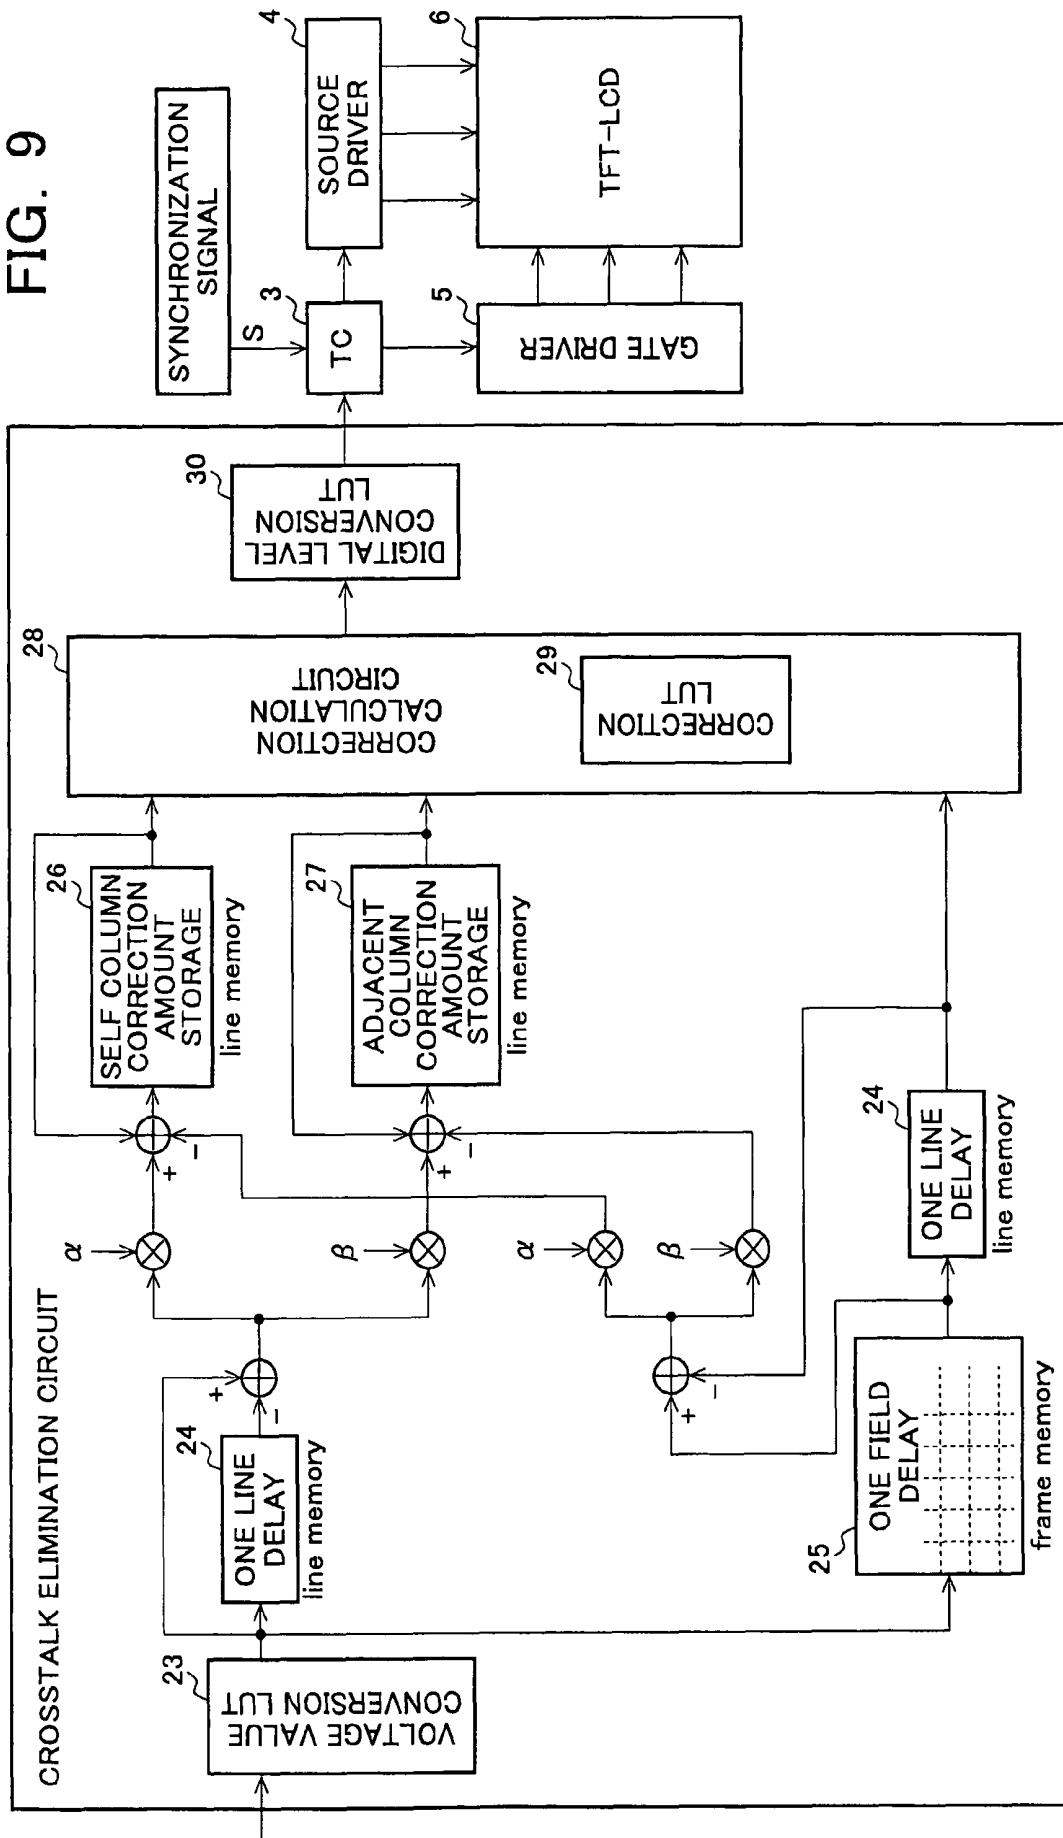 FIG. 9
CROSSTALK ELIMINATION CIRCUIT
23
VOLTAGE VALUE
CONVERSION LUT
24
ONE LINE
DELAY
line memory
+
-
α
β
+
-
+
-
26
SELF COLUMN
CORRECTION
AMOUNT
STORAGE
line memory
27
ADJACENT
COLUMN
CORRECTION
AMOUNT
STORAGE
line memory
α
β
+
-
25
ONE FIELD
DELAY
frame memory
24
ONE LINE
DELAY
line memory
28
CORRECTION
CALCULATION
CIRCUIT
29
CORRECTION
LUT
30
DIGITAL LEVEL
CONVERSION
LUT
SYNCHRONIZATION
SIGNAL
S
3
TC
4
SOURCE
DRIVER
5
GATE DRIVER
6
TFT-LCD